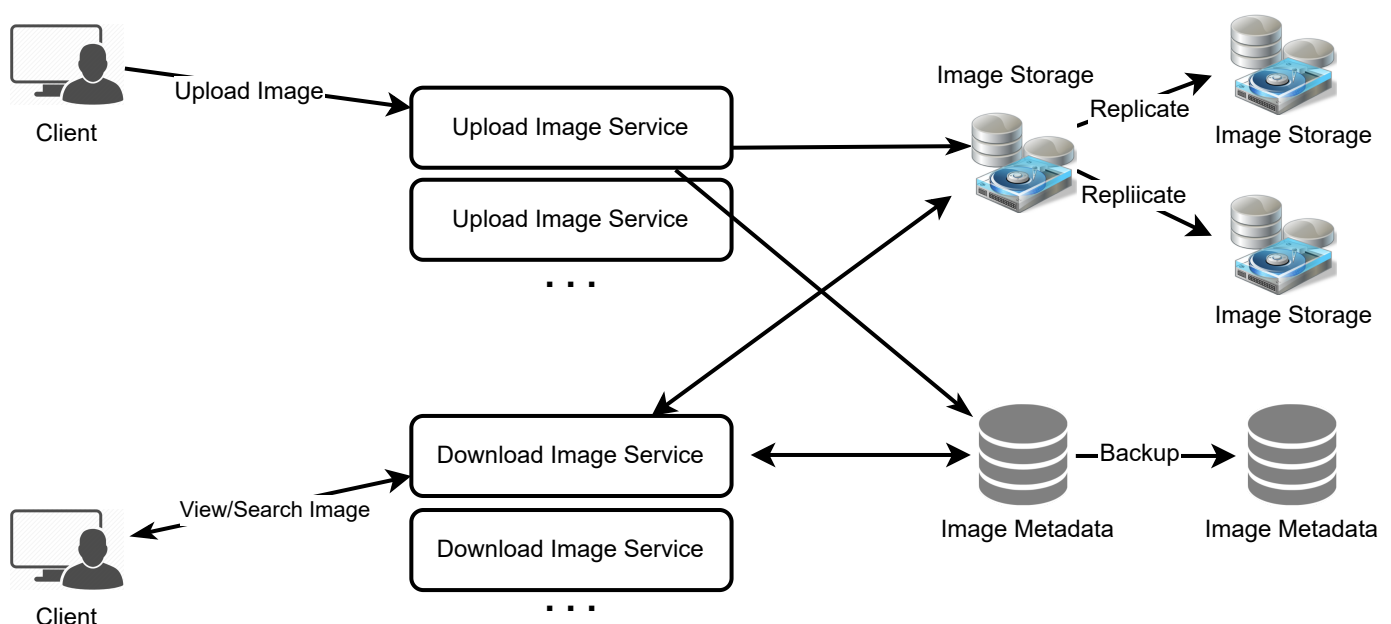 Image Storage
Replicate
Upload Image
Upload Image Service
Client
Image Storage
Repliicate
Upload Image Service
. . .
Image Storage
Download Image Service
Backup
View/Search Image
Image Metadata
Image Metadata
Download Image Service
. . .
Client